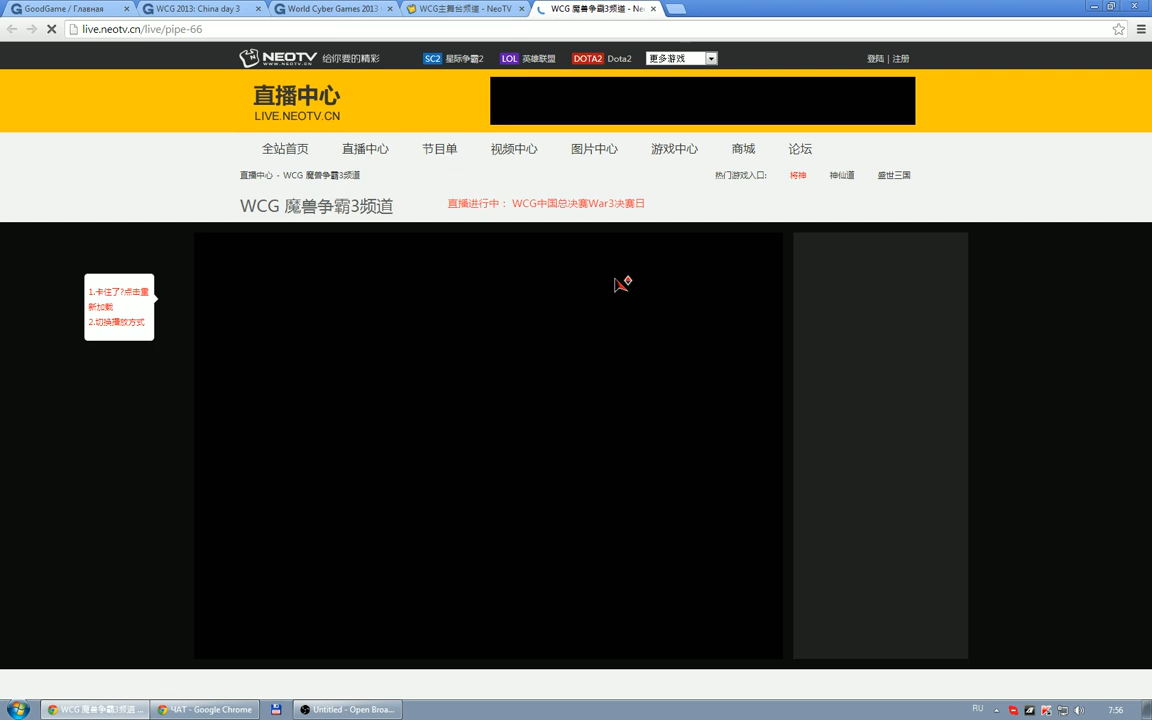 GoodGame / Главная
WCG 2013: China day 3
World Cyber Games 2013
WCG主舞台频道 - NeoTV
WCG 魔兽争霸3频道 - Ne
live.neotv.cn/live/pipe-66
NEOTV 给你要的精彩
WWW.NEOTV.CN
SC2 星际争霸2
LOL 英雄联盟
DOTA2 Dota2
更多游戏
登陆 | 注册
直播中心
LIVE.NEOTV.CN
全站首页 直播中心 节目单 视频中心 图片中心 游戏中心 商城 论坛
直播中心 - WCG 魔兽争霸3频道
热门游戏入口: 将神 神仙道 盛世三国
WCG 魔兽争霸3频道
直播进行中： WCG中国总决赛War3决赛日
1.卡住了?点击重
新加载
2.切换播放方式
WCG 魔兽争霸3频道 ...
ЧАТ - Google Chrome
Untitled - Open Broa...
RU
7:56